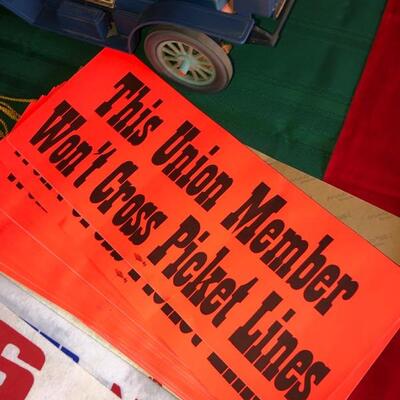 This Union Member
Won't Cross Picket Lines